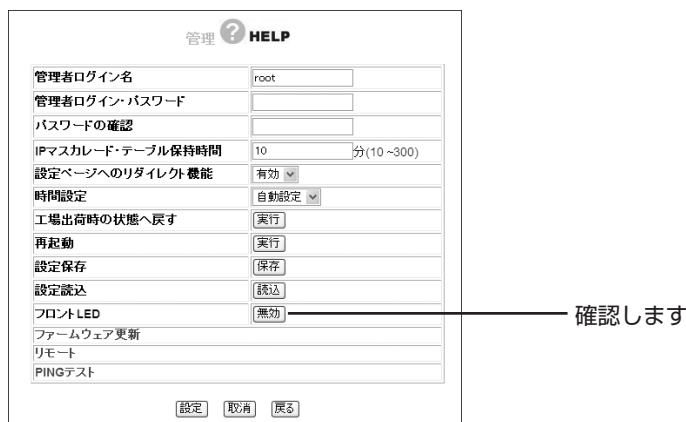 管理 ? HELP
管理者ログイン名 root
管理者ログイン・パスワード
パスワードの確認
IPマスカレード・テーブル保持時間 10 分(10~300)
設定ページへのリダイレクト機能 有効
時間設定 自動設定
工場出荷時の状態へ戻す 実行
再起動 実行
設定保存 保存
設定読込 読込
フロントLED 無効 確認します
ファームウェア更新
リモート
PINGテスト
設定 取消 戻る